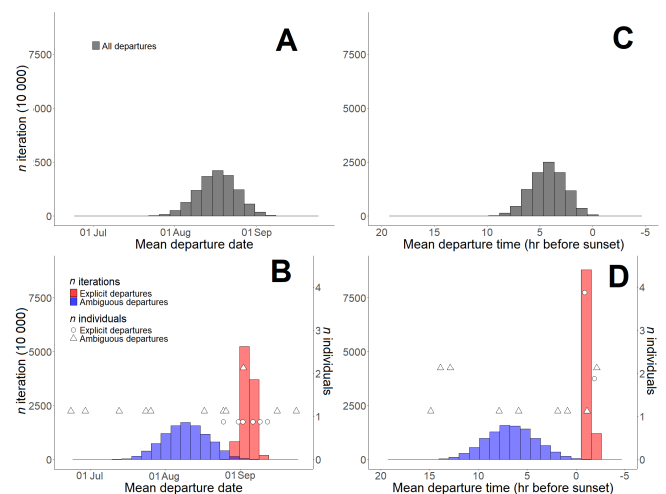 A
C
All departures
7500
5000
2500
0
n iteration (10 000)
01 Jul
01 Aug
01 Sep
Mean departure date
7500
5000
2500
0
20
15
10
5
0
-5
Mean departure time (hr before sunset)
B
D
n iterations
Explicit departures
Ambiguous departures
n individuals
Explicit departures
Ambiguous departures
7500
5000
2500
0
n iteration (10 000)
4
3
2
1
0
n individuals
01 Jul
01 Aug
01 Sep
Mean departure date
7500
5000
2500
0
4
3
2
1
0
n individuals
20
15
10
5
0
-5
Mean departure time (hr before sunset)